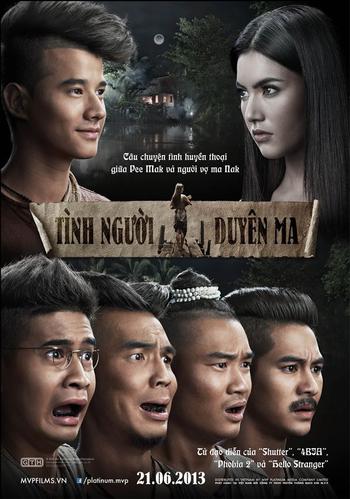 Câu chuyện tình huyền thoại
giữa Pee Mak và người vợ ma Nak
TÌNH NGƯỜI DUYÊN MA
Từ đạo diễn của "Shutter", "4BIA",
"Phobia 2" và "Hello Stranger"
GTH
MVPFILMS.VN
/platinum.mvp
21.06.2013